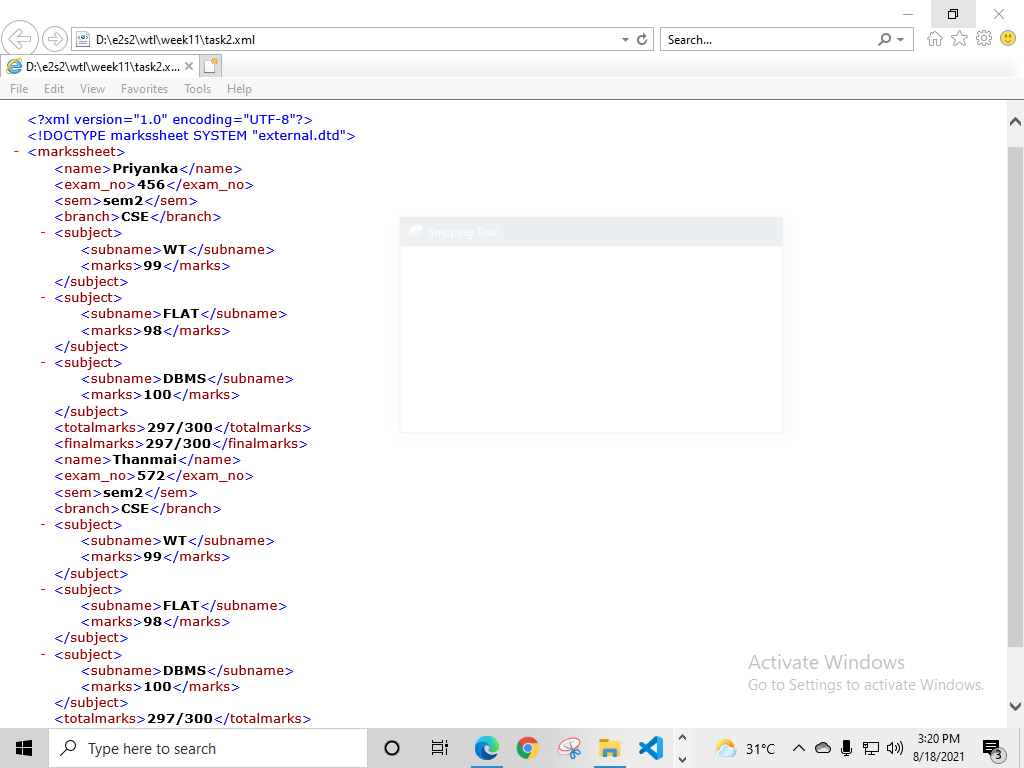 D:\e2s2\wtl\week11\task2.xml
Search...
D:\e2s2\wtl\week11\task2.x...
File Edit View Favorites Tools Help
<?xml version="1.0" encoding="UTF-8"?>
<!DOCTYPE markssheet SYSTEM "external.dtd">
- <markssheet>
<name>Priyanka</name>
<exam_no>456</exam_no>
<sem>sem2</sem>
<branch>CSE</branch>
- <subject>
<subname>WT</subname>
<marks>99</marks>
</subject>
- <subject>
<subname>FLAT</subname>
<marks>98</marks>
</subject>
- <subject>
<subname>DBMS</subname>
<marks>100</marks>
</subject>
<totalmarks>297/300</totalmarks>
<finalmarks>297/300</finalmarks>
<name>Thanmai</name>
<exam_no>572</exam_no>
<sem>sem2</sem>
<branch>CSE</branch>
- <subject>
<subname>WT</subname>
<marks>99</marks>
</subject>
- <subject>
<subname>FLAT</subname>
<marks>98</marks>
</subject>
- <subject>
<subname>DBMS</subname>
<marks>100</marks>
</subject>
<totalmarks>297/300</totalmarks>
Snipping Tool
Activate Windows
Go to Settings to activate Windows.
Type here to search
31°C
3:20 PM
8/18/2021
3